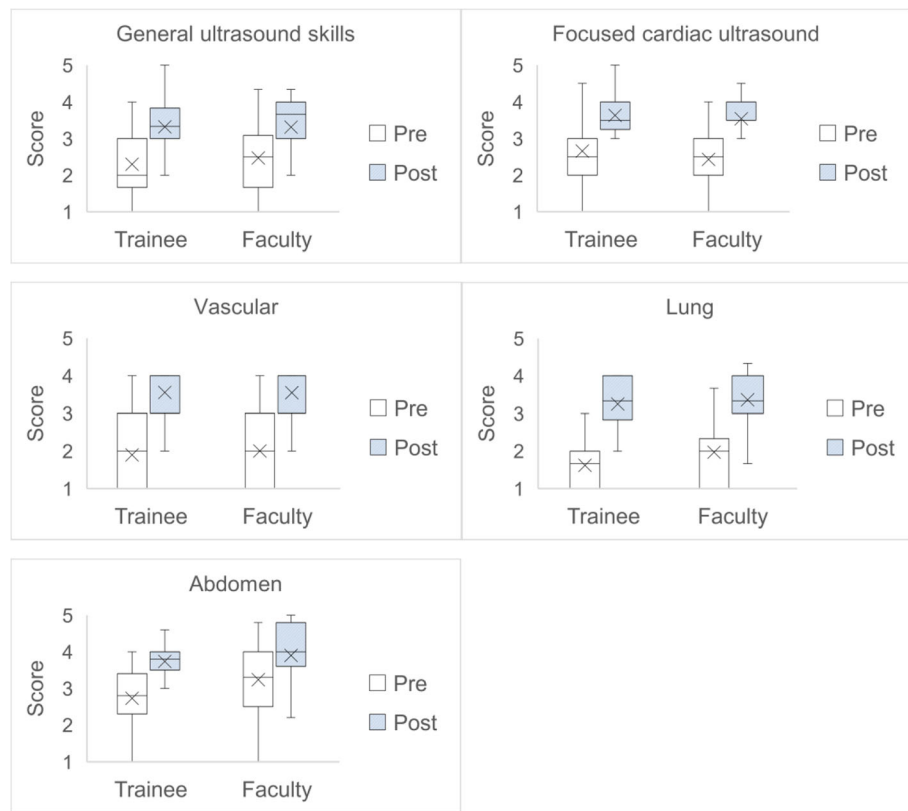 General ultrasound skills
5
4
3
2
1
Score
Trainee
Faculty
Pre
Post
Focused cardiac ultrasound
5
4
3
2
1
Score
Trainee
Faculty
Pre
Post
Vascular
5
4
3
2
1
Score
Trainee
Faculty
Pre
Post
Lung
5
4
3
2
1
Score
Trainee
Faculty
Pre
Post
Abdomen
5
4
3
2
1
Score
Trainee
Faculty
Pre
Post